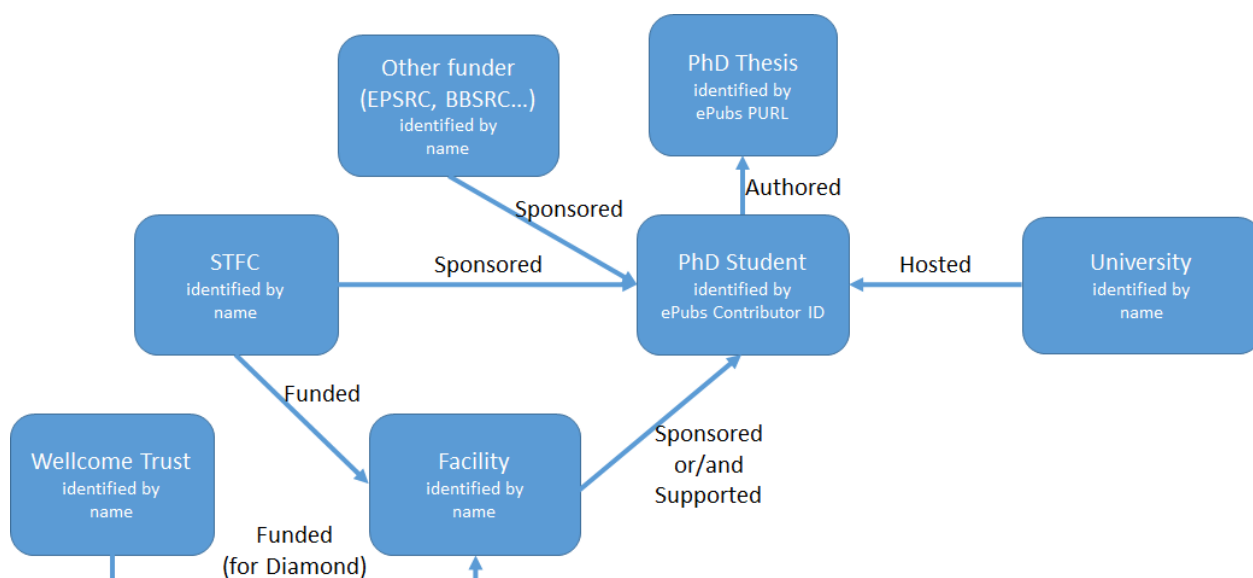 Other funder
(EPSRC, BBSRC...)
identified by
name
PhD Thesis
identified by
ePubs PURL
Sponsored
Authored
STFC
identified by
name
Sponsored
PhD Student
identified by
ePubs Contributor ID
Hosted
University
identified by
name
Funded
Wellcome Trust
identified by
name
Facility
identified by
name
Sponsored
or/and
Supported
Funded
(for Diamond)